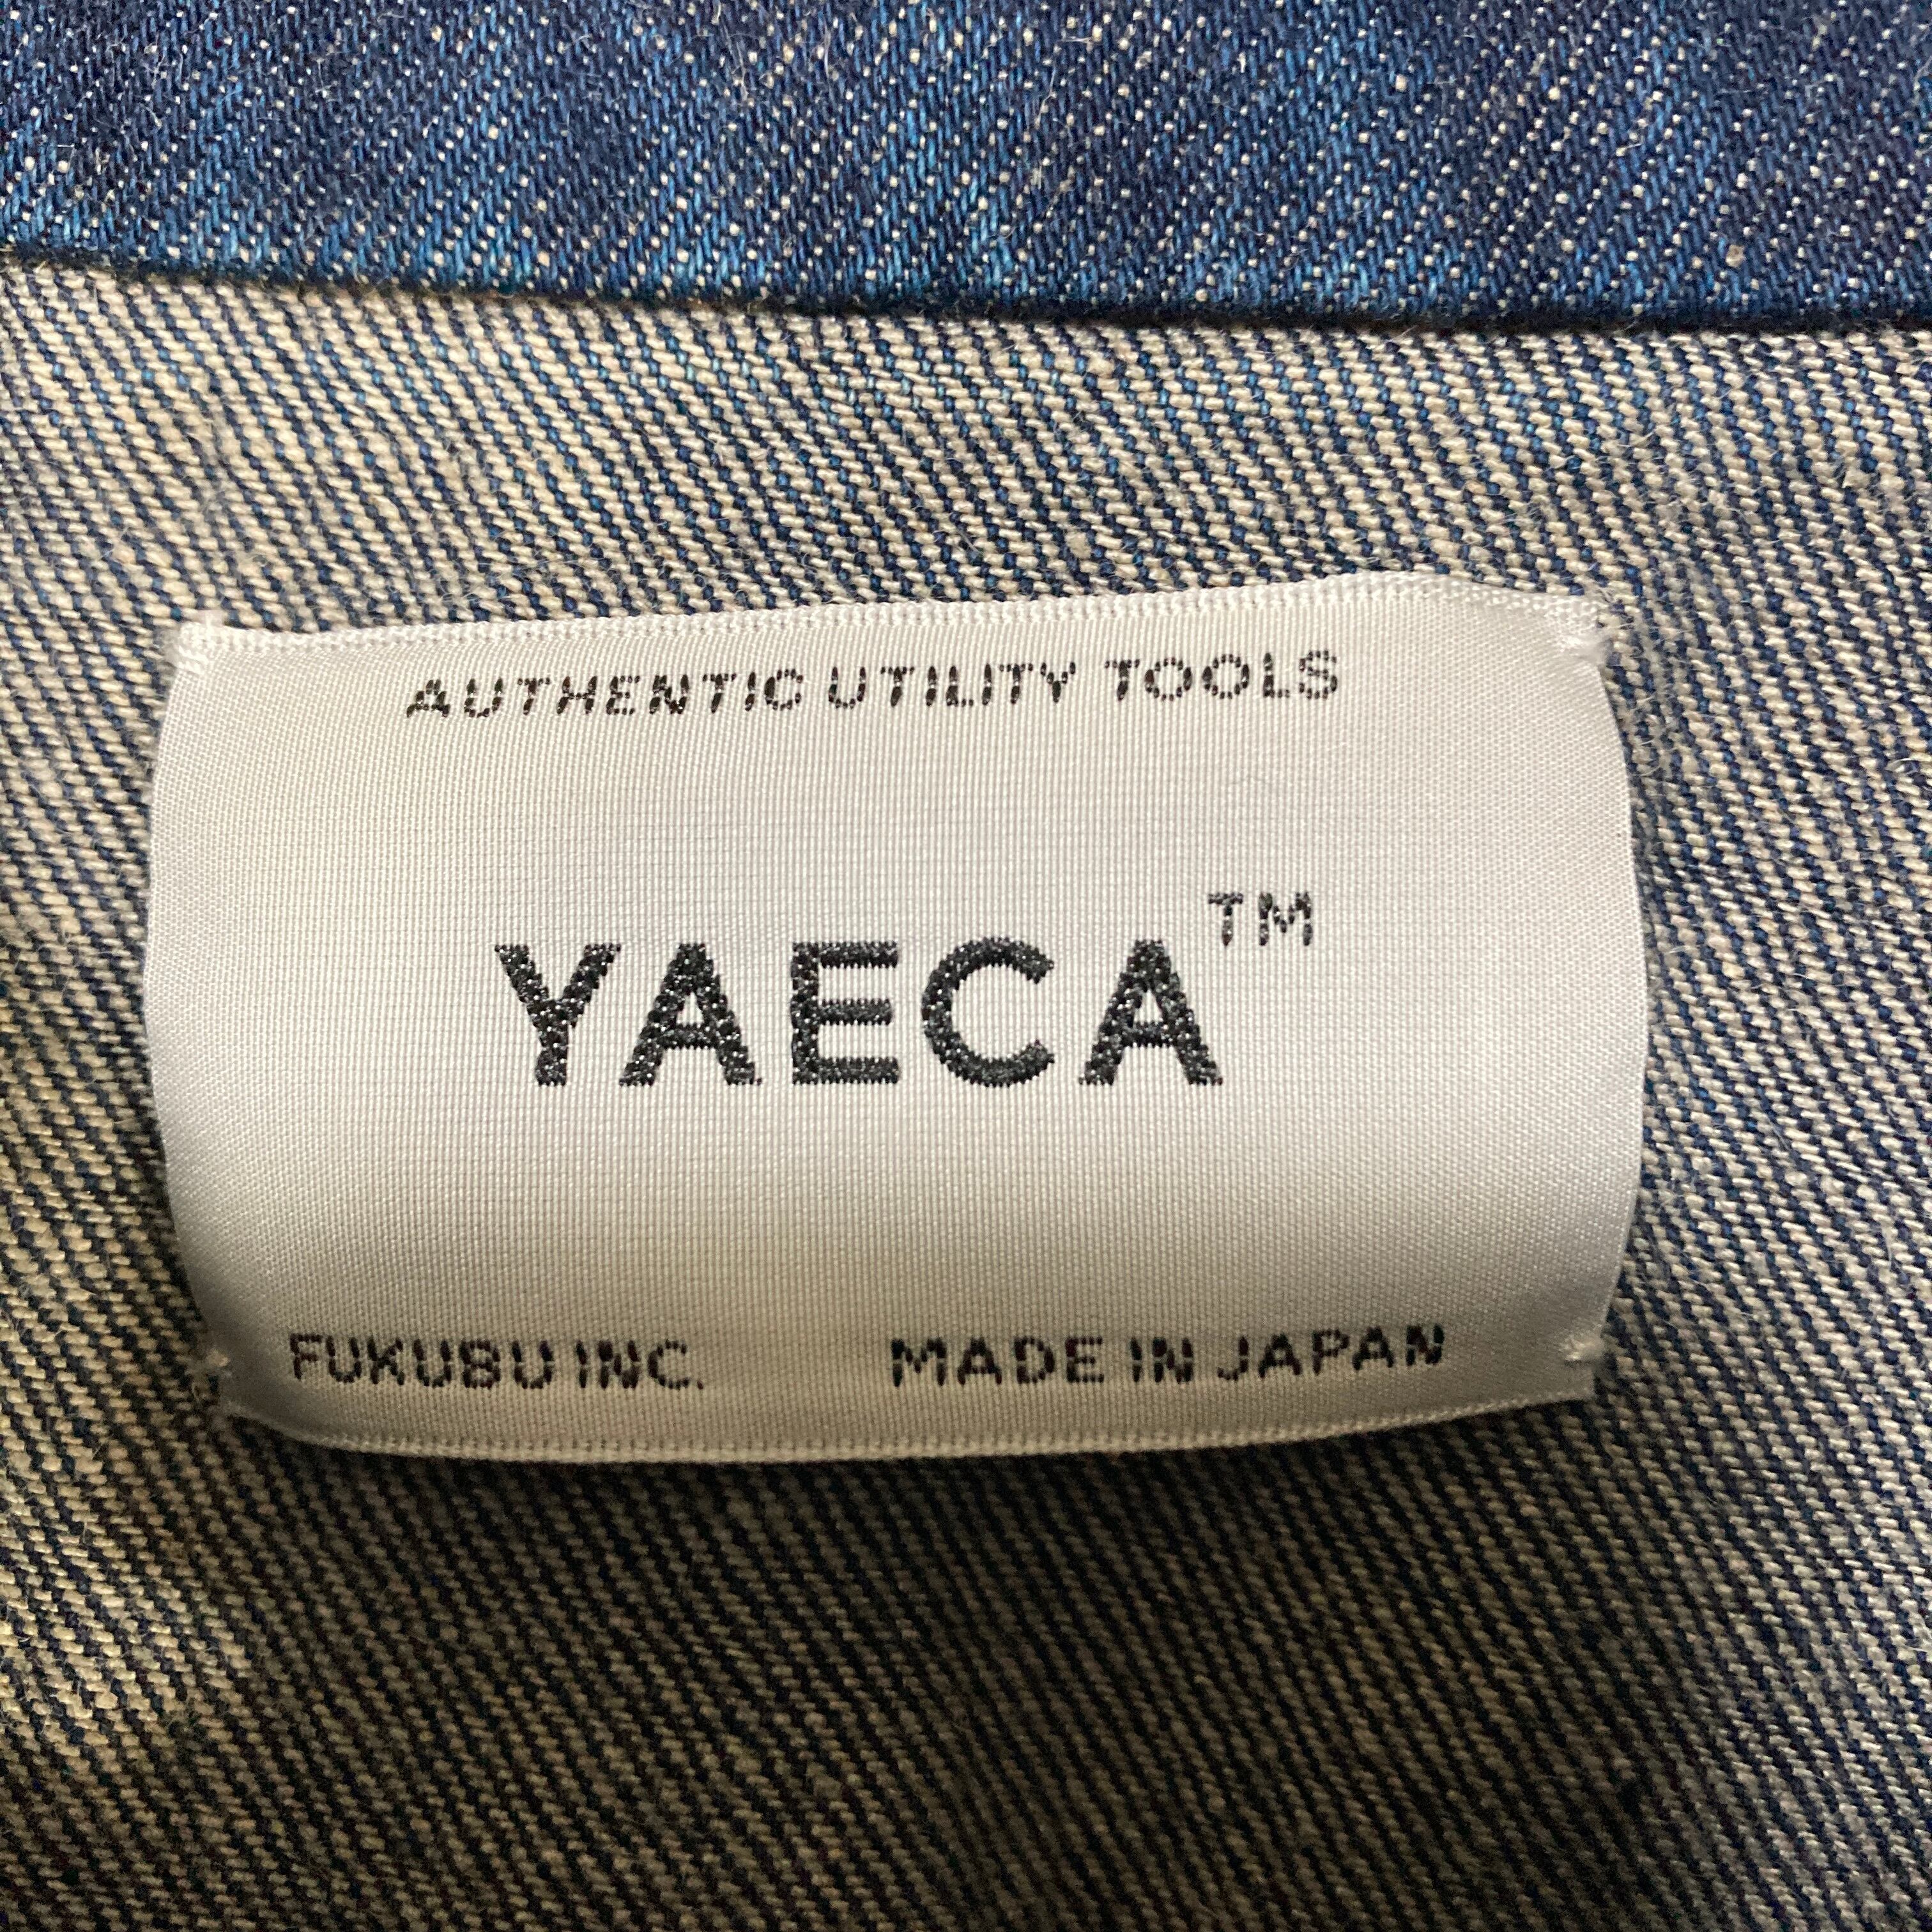 AUTHENTIC UTILITY TOOLS
YAECA™
FUKUBU INC. MADE IN JAPAN